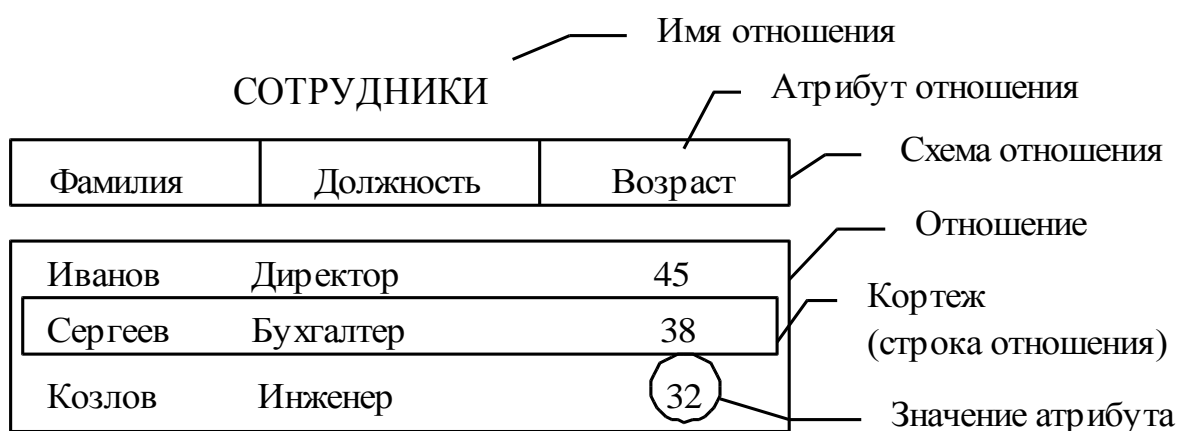 Имя отношения
СОТРУДНИКИ
Атрибут отношения
Схема отношения
Фамилия Должность Возраст
Отношение
Иванов Директор 45
Кортеж
(строка отношения)
Сергеев Бухгалтер 38
Козлов Инженер 32
Значение атрибута